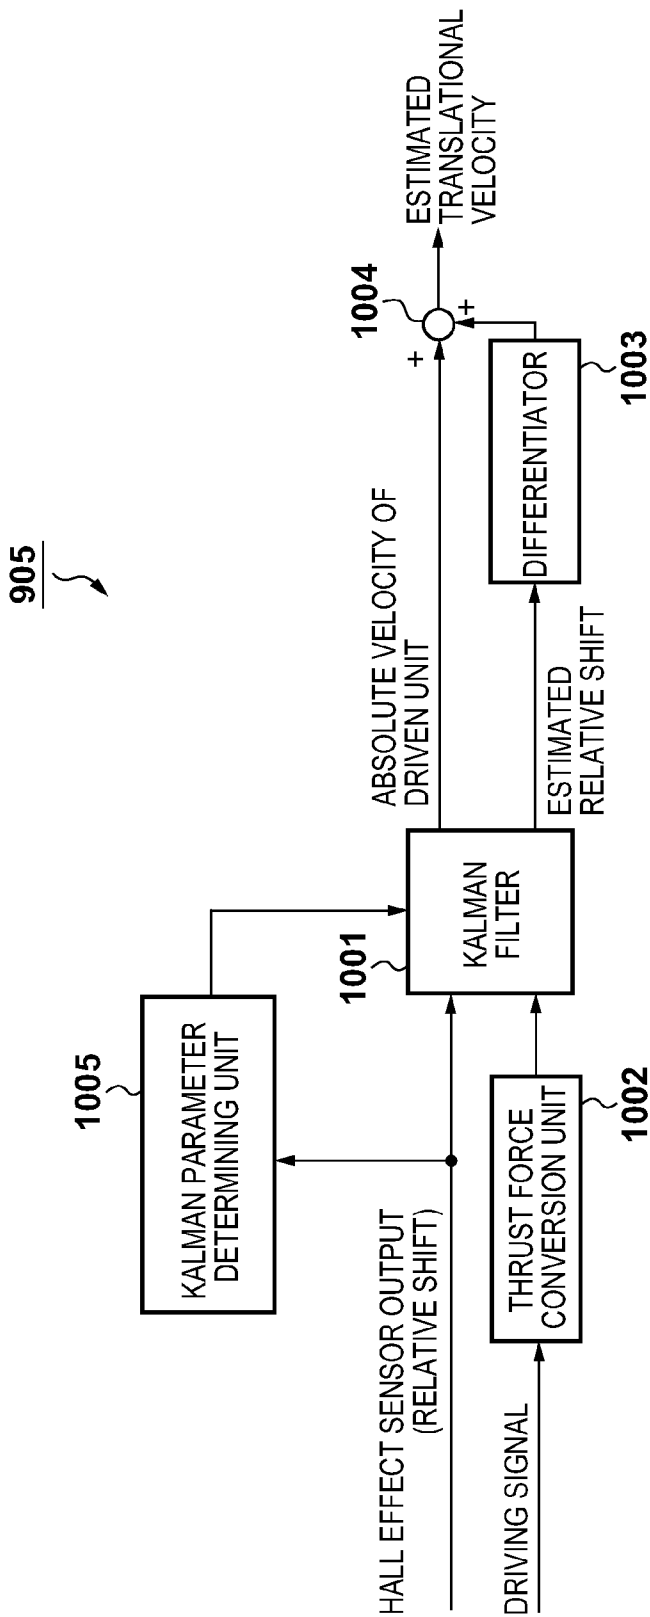 905
HALL EFFECT SENSOR OUTPUT
(RELATIVE SHIFT)
DRIVING SIGNAL
KALMAN PARAMETER
DETERMINING UNIT
1005
THRUST FORCE
CONVERSION UNIT
1002
KALMAN
FILTER
1001
ABSOLUTE VELOCITY OF
DRIVEN UNIT
ESTIMATED
RELATIVE SHIFT
DIFFERENTIATOR
1003
+
+
1004
ESTIMATED
TRANSLATIONAL
VELOCITY